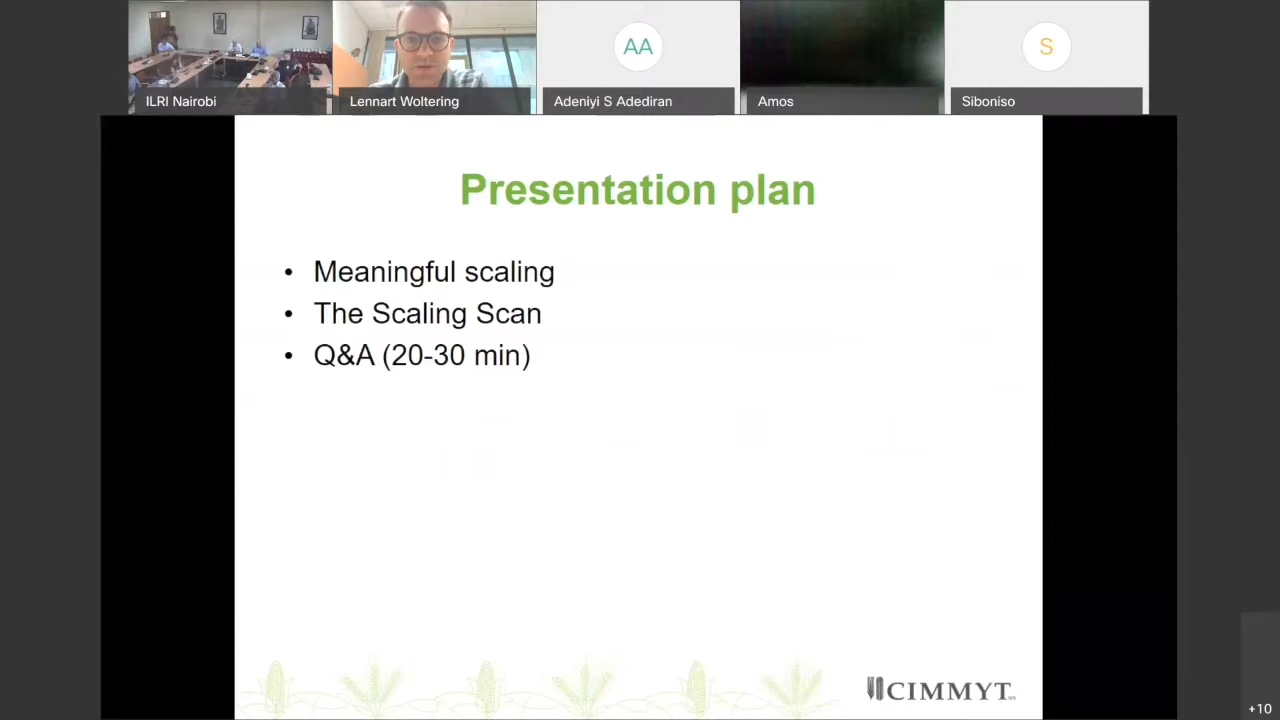 ILRI Nairobi
Lennart Woltering
AA
Adeniyi S Adediran
Amos
S
Siboniso
Presentation plan
• Meaningful scaling
• The Scaling Scan
• Q&A (20-30 min)
CIMMYT
+10